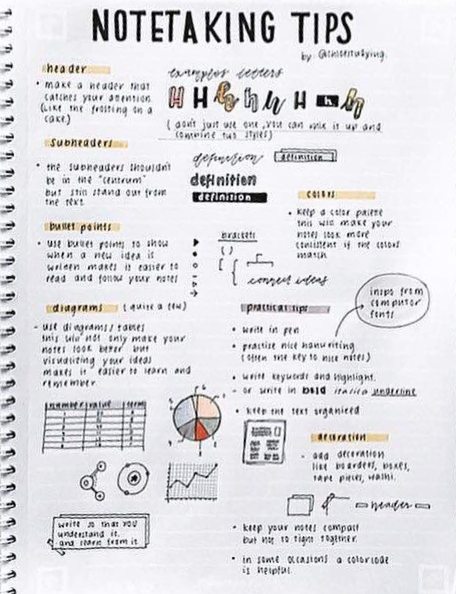 NOTETAKING TIPS
header
• make a header that
catches your attention
(like the frosting on a
cake)
examples letters
H H
(don't just use one, you can mix it up and
combine two styles)
Subheaders
• the subheaders shouldn't
be in the "centrum"
but still stand out from
the text.
definition
definition
definition
definition
colors
• keep a color palette
this will make your
notes look more
consistent if the colors
match
bullet points
• use bullet points to show
when a new idea is
written makes it easier to
read and follow your notes
brackets
connect ideas
diagrams (quite a few)
- use diagrams/tables
this will not only make your
notes look better but
visualizing your ideas
makes it easier to learn and
remember.
number value
write so that you
understand it.
and learn from it
practical tips
inspo from
computor
fonts
• write in pen
• practise nice handwriting
(often the key to nice notes)
• write keywords and highlight.
• or write in bold italics underline
• keep the text organized
decoration
• add decoration
like boarders, boxes,
tape pieces, washi.
header
• keep your notes compact
but not to tight together.
• in some occasions a colorcode
is helpful.